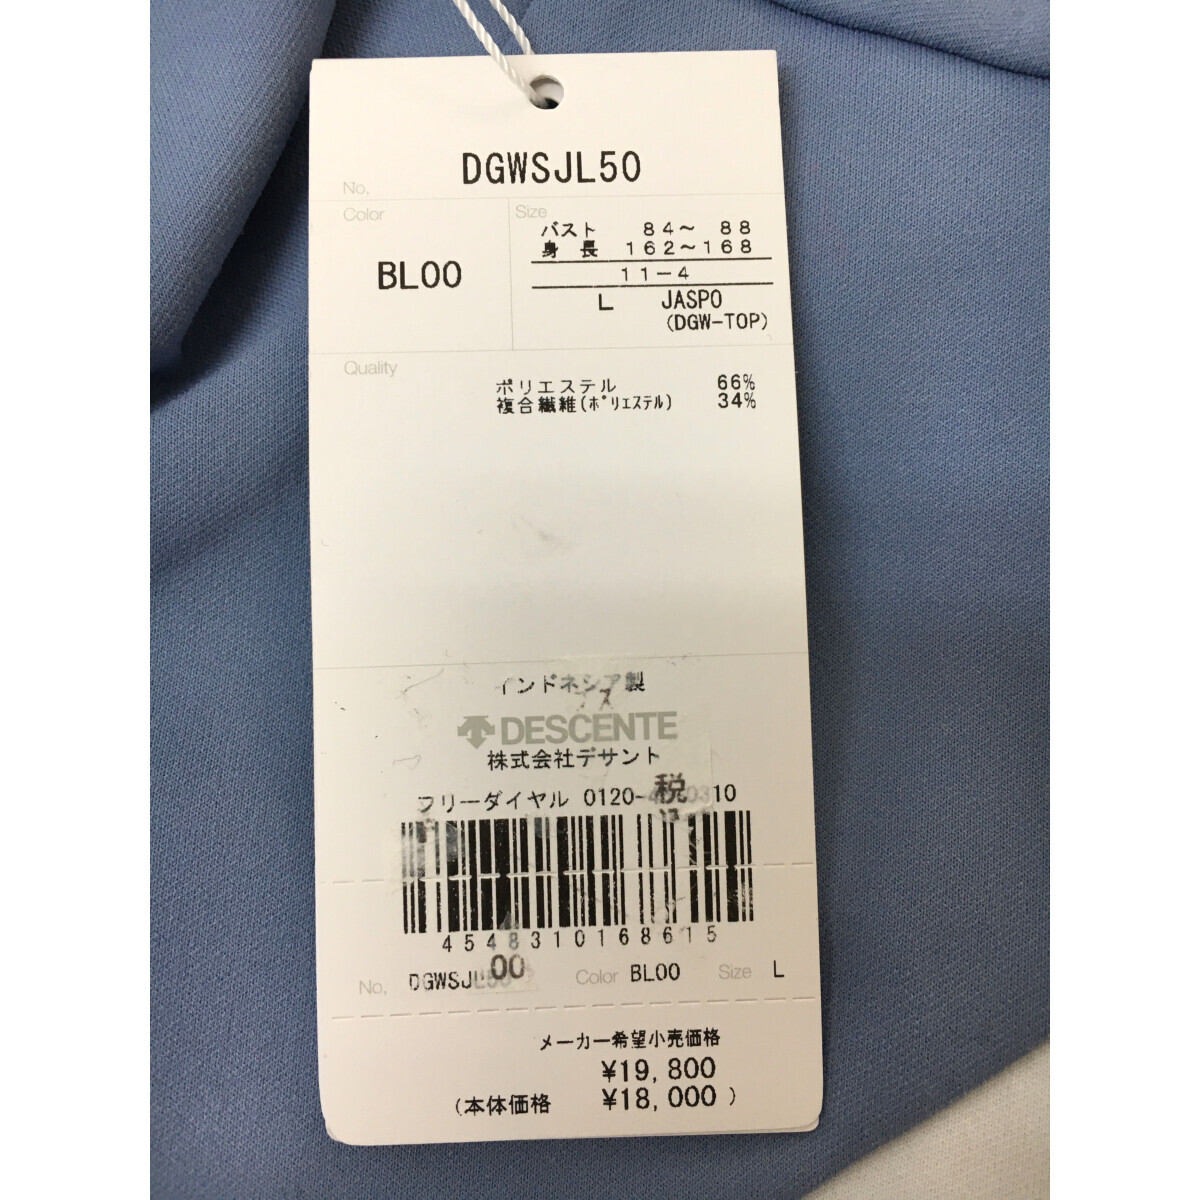 No, DGWSJL50
Color
BL00
Size
バスト 84～ 88
身 長 162～168
11-4
L JASPO
(DGW-TOP)
Quality
ポリエステル 66%
複合繊維(ﾎﾟﾘｴｽﾃﾙ) 34%
インドネシア製
ス
DESCENTE
株式会社デサント
フリーダイヤル 0120- 税 0310
4548310168615
00
No, DGWSJL50 Color BL00 Size L
メーカー希望小売価格
¥19,800
(本体価格 ¥18,000 )